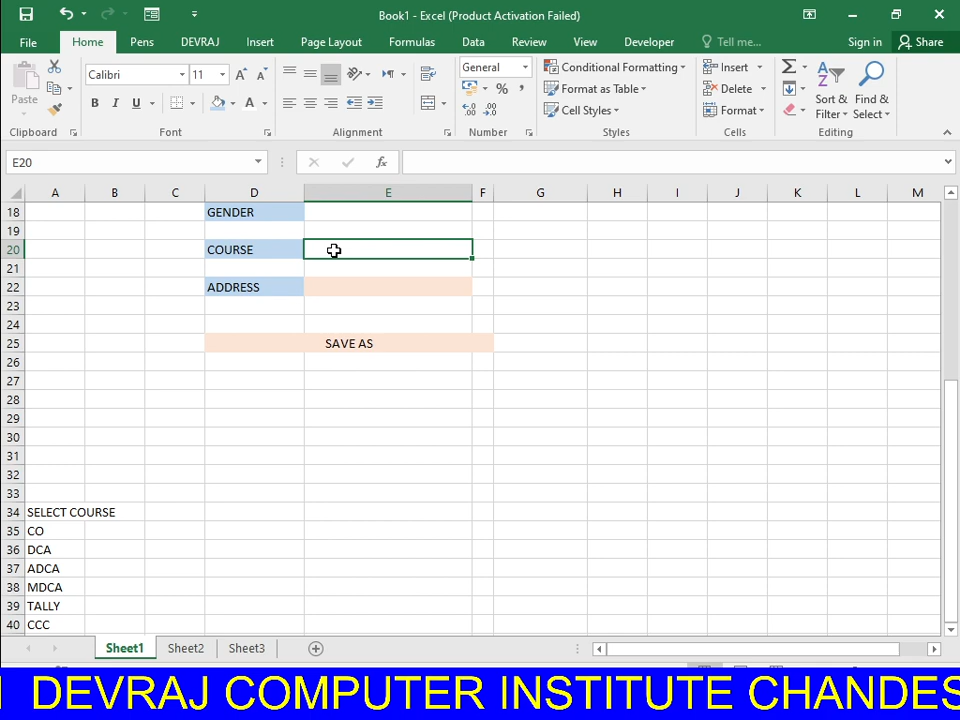 Book1 - Excel (Product Activation Failed)
File Home Pens DEVRAJ Insert Page Layout Formulas Data Review View Developer Tell me... Sign in Share
Paste Calibri 11 General Conditional Formatting Insert
B I U % , Format as Table Delete Sort & Find &
Cell Styles Format Filter Select
Clipboard Font Alignment Number Styles Cells Editing
E20 fx
A B C D E F G H I J K L M
18 GENDER
19
20 COURSE
21
22 ADDRESS
23
24
25 SAVE AS
26
27
28
29
30
31
32
33
34 SELECT COURSE
35 CO
36 DCA
37 ADCA
38 MDCA
39 TALLY
40 CCC
Sheet1 Sheet2 Sheet3
DEVRAJ COMPUTER INSTITUTE CHANDES